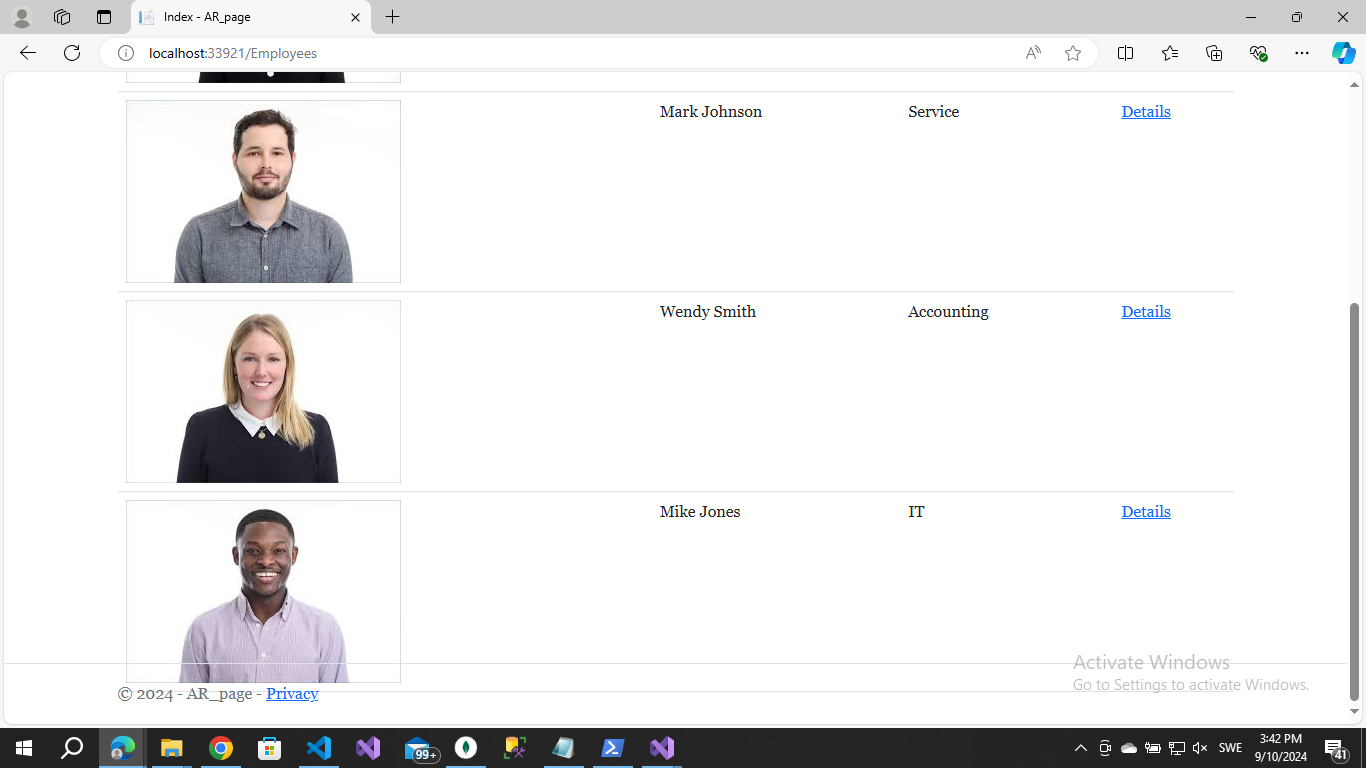 Index - AR_page
localhost:33921/Employees
Mark Johnson Service Details
Wendy Smith Accounting Details
Mike Jones IT Details
Activate Windows
Go to Settings to activate Windows.
© 2024 - AR_page - Privacy
99+
SWE
3:42 PM
9/10/2024
41